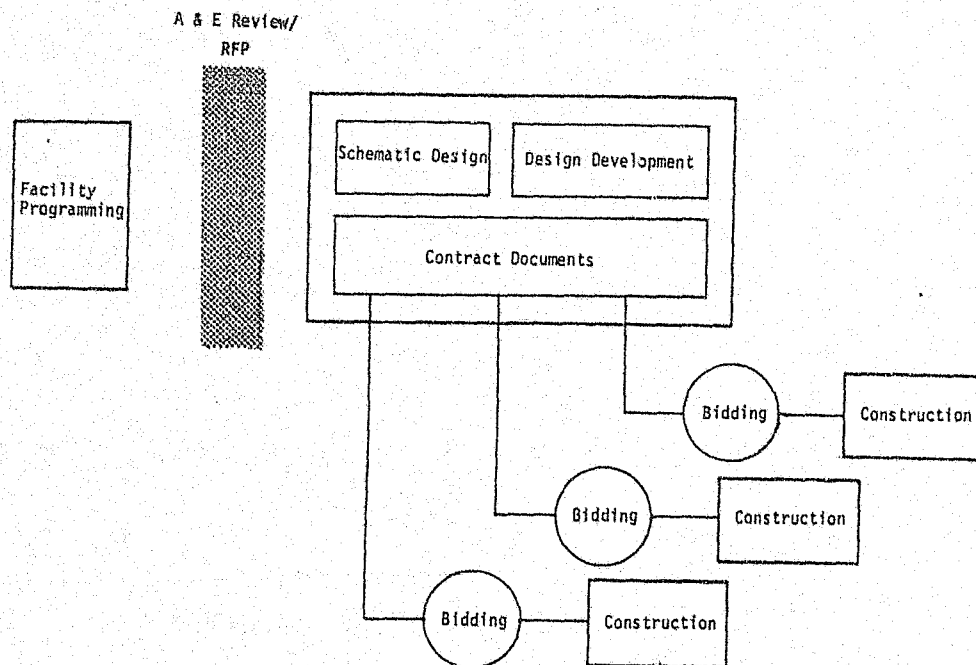 A & E Review/
RFP
Facility
Programming
Schematic Design
Design Development
Contract Documents
Bidding
Construction
Bidding
Construction
Bidding
Construction